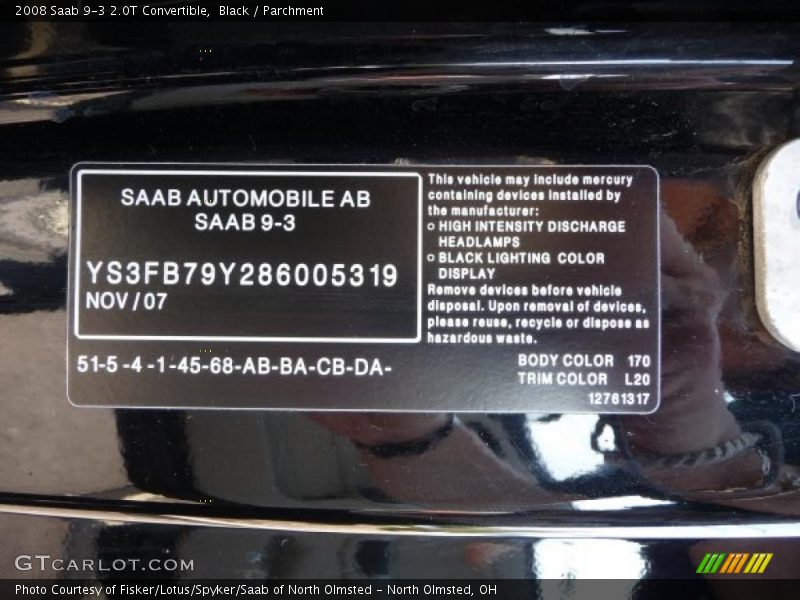 2008 Saab 9-3 2.0T Convertible, Black / Parchment
SAAB AUTOMOBILE AB
SAAB 9-3
YS3FB79Y286005319
NOV / 07
This vehicle may include mercury
containing devices installed by
the manufacturer:
o HIGH INTENSITY DISCHARGE
HEADLAMPS
o BLACK LIGHTING COLOR
DISPLAY
Remove devices before vehicle
disposal. Upon removal of devices,
please reuse, recycle or dispose as
hazardous waste.
51-5 -4 -1-45-68-AB-BA-CB-DA-
BODY COLOR 170
TRIM COLOR L20
12761317
GTCARLOT.COM
Photo Courtesy of Fisker/Lotus/Spyker/Saab of North Olmsted - North Olmsted, OH